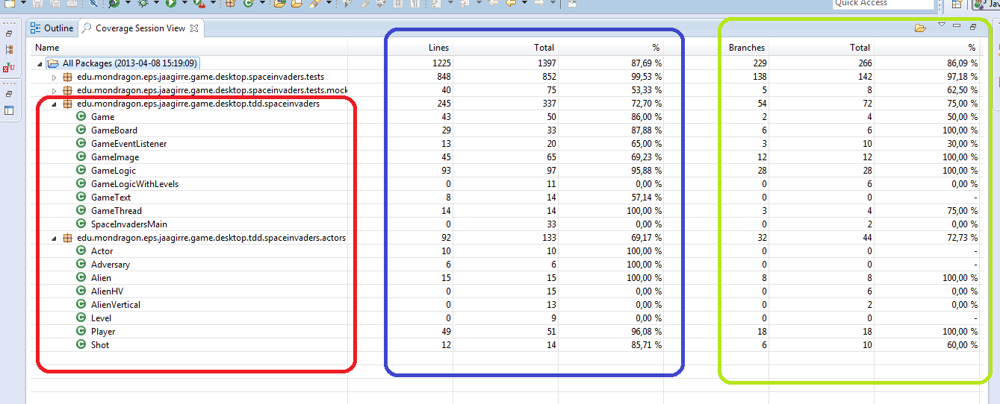 Quick Access
Jav
Outline Coverage Session View
Name Lines Total % Branches Total %
All Packages (2013-04-08 15:19:09) 1225 1397 87,69 % 229 266 86,09 %
edu.mondragon.eps.jaagirre.game.desktop.spaceinvaders.tests 848 852 99,53 % 138 142 97,18 %
edu.mondragon.eps.jaagirre.game.desktop.spaceinvaders.tests.mock 40 75 53,33 % 5 8 62,50 %
edu.mondragon.eps.jaagirre.game.desktop.tdd.spaceinvaders 245 337 72,70 % 54 72 75,00 %
Game 43 50 86,00 % 2 4 50,00 %
GameBoard 29 33 87,88 % 6 6 100,00 %
GameEventListener 13 20 65,00 % 3 10 30,00 %
GameImage 45 65 69,23 % 12 12 100,00 %
GameLogic 93 97 95,88 % 28 28 100,00 %
GameLogicWithLevels 0 11 0,00 % 0 6 0,00 %
GameText 8 14 57,14 % 0 0 -
GameThread 14 14 100,00 % 3 4 75,00 %
SpaceInvadersMain 0 33 0,00 % 0 2 0,00 %
edu.mondragon.eps.jaagirre.game.desktop.tdd.spaceinvaders.actors 92 133 69,17 % 32 44 72,73 %
Actor 10 10 100,00 % 0 0 -
Adversary 6 6 100,00 % 0 0 -
Alien 15 15 100,00 % 8 8 100,00 %
AlienHV 0 15 0,00 % 0 6 0,00 %
AlienVertical 0 13 0,00 % 0 2 0,00 %
Level 0 9 0,00 % 0 0 -
Player 49 51 96,08 % 18 18 100,00 %
Shot 12 14 85,71 % 6 10 60,00 %